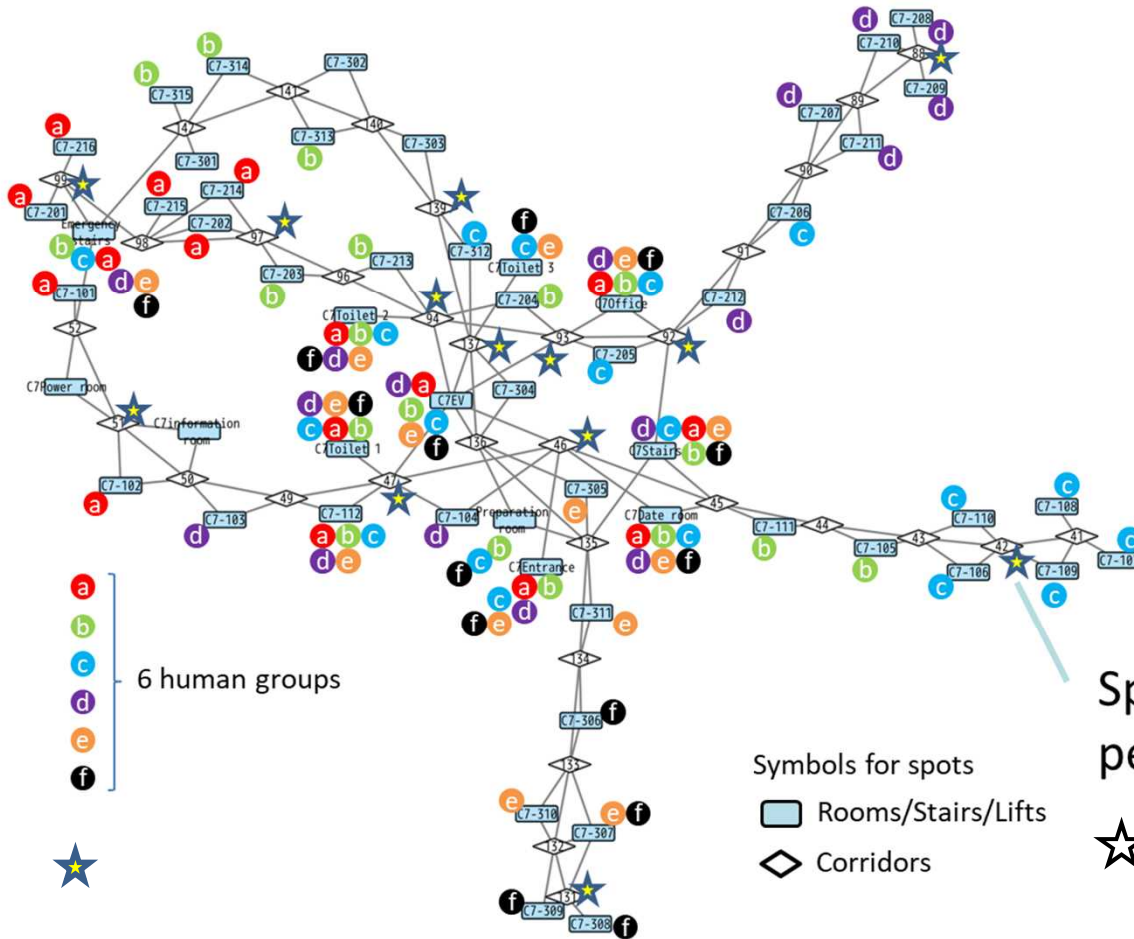 C7-208
d
d
C7-210
88
b
C7-314
C7-302
C7-209
d
b
C7-315
141
d
C7-207
89
142
140
C7-313
b
C7-303
C7-211
d
a
C7-216
C7-301
90
99
a
C7-214
a
C7-215
139
C7-206
c
a
C7-201
Emergency
stairs
C7-202
98
a
97
c
C7-312
f
c e
C7Toilet 3
91
b
c a
b
C7-213
d e f
C7-203
b
96
a b c
C7Office
C7-212
d
d e
f
a
C7-101
C7-204
b
C7Toilet 2
94
93
92
52
a b c
f d e
137
C7-205
c
C7Power room
d a
C7EV
C7-304
b
c
e
f
d e f
c a b
C7Toilet 1
51
C7information
room
136
46
d c a e
C7Stairs
b f
C7-102
a
50
47
49
C7-305
e
45
C7-103
d
C7-112
C7-104
d
Preparation
room
C7Date room
C7-111
b
44
c
C7-110
c
C7-108
a b c
d e
b
c
f
135
a b c
d e f
C7-105
b
43
42
41
C7Entrance
a b
c
d
f e
C7-106
c
C7-109
c
c
C7-10
C7-311
e
a
b
c
d
e
f
6 human groups
134
C7-306
f
133
Sp
pe
Symbols for spots
Rooms/Stairs/Lifts
Corridors
e
C7-310
e f
C7-307
132
131
f
C7-309
C7-308
f